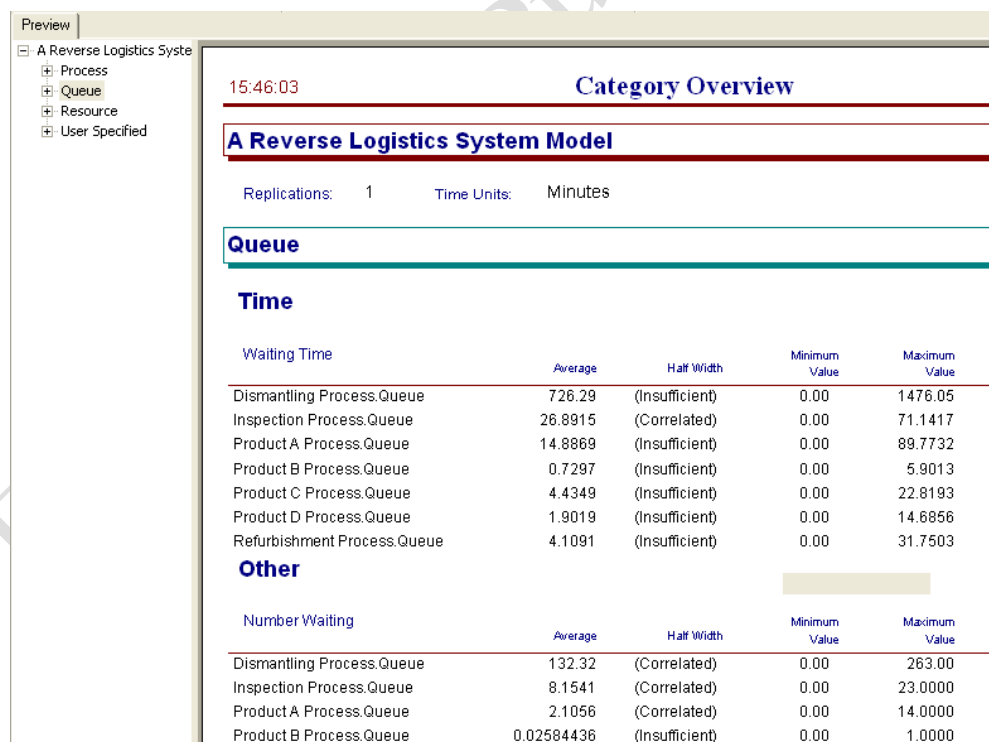 Preview
A Reverse Logistics Syste
Process
Queue
Resource
User Specified
15:46:03 Category Overview
A Reverse Logistics System Model
Replications: 1 Time Units: Minutes
Queue
Time
Waiting Time Average Half Width Minimum Value Maximum Value
Dismantling Process.Queue 726.29 (Insufficient) 0.00 1476.05
Inspection Process.Queue 26.8915 (Correlated) 0.00 71.1417
Product A Process.Queue 14.8869 (Insufficient) 0.00 89.7732
Product B Process.Queue 0.7297 (Insufficient) 0.00 5.9013
Product C Process.Queue 4.4349 (Insufficient) 0.00 22.8193
Product D Process.Queue 1.9019 (Insufficient) 0.00 14.6856
Refurbishment Process.Queue 4.1091 (Insufficient) 0.00 31.7503
Other
Number Waiting Average Half Width Minimum Value Maximum Value
Dismantling Process.Queue 132.32 (Correlated) 0.00 263.00
Inspection Process.Queue 8.1541 (Correlated) 0.00 23.0000
Product A Process.Queue 2.1056 (Correlated) 0.00 14.0000
Product B Process.Queue 0.02584436 (Insufficient) 0.00 1.0000